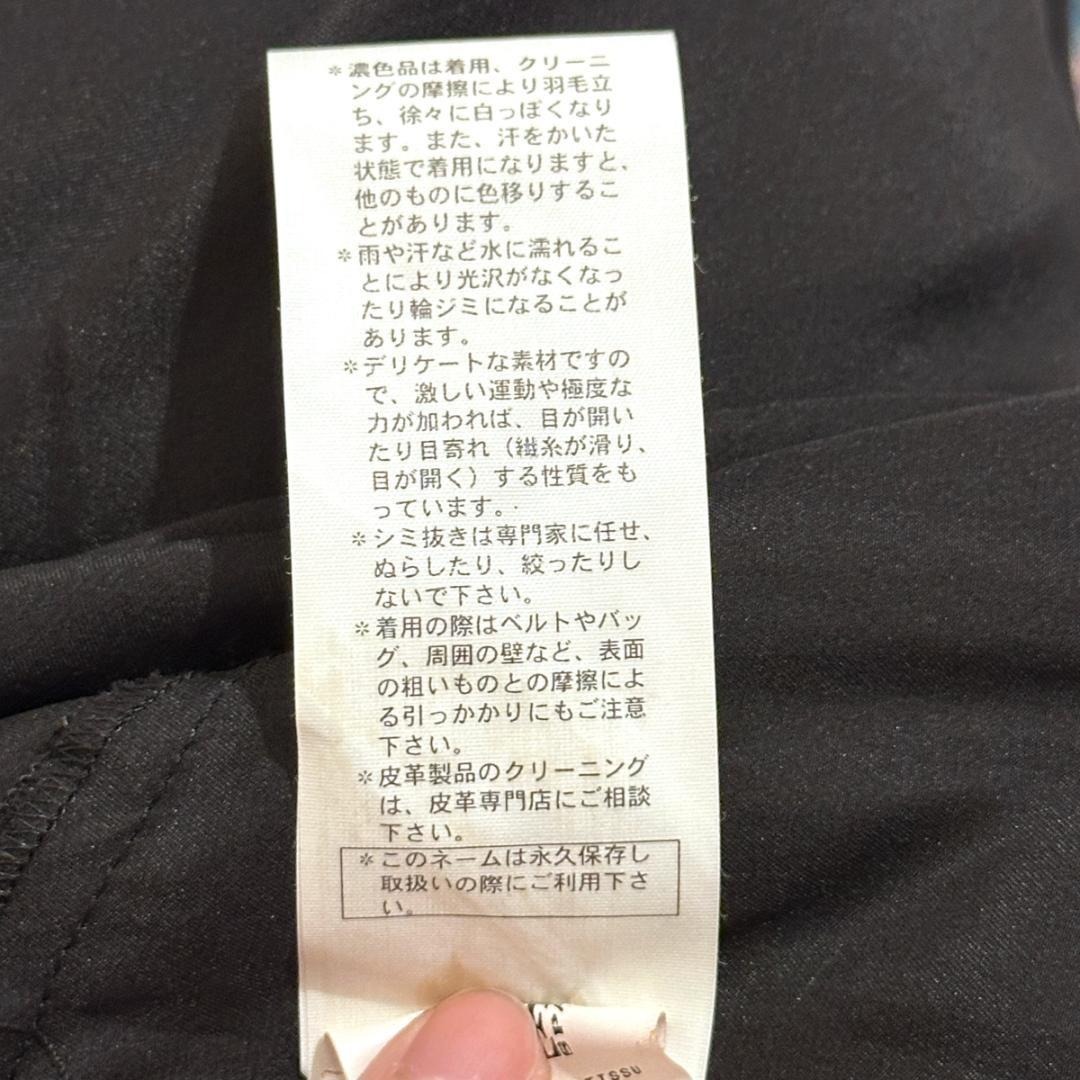 *濃色品は着用、クリーニ
ングの摩擦により羽毛立
ち、徐々に白っぽくなり
ます。また、汗をかいた
状態で着用になりますと、
他のものに色移りするこ
とがあります。
*雨や汗など水に濡れるこ
とにより光沢がなくなっ
たり輪ジミになることが
あります。
*デリケートな素材ですの
で、激しい運動や極度な
力が加われば、目が開い
たり目寄れ（繊糸が滑り、
目が開く）する性質をも
っています。
*シミ抜きは専門家に任せ、
ぬらしたり、絞ったりし
ないで下さい。
*着用の際はベルトやバッ
グ、周囲の壁など、表面
の粗いものとの摩擦によ
る引っかかりにもご注意
下さい。
*皮革製品のクリーニング
は、皮革専門店にご相談
下さい。
*このネームは永久保存し
取扱いの際にご利用下さ
い。